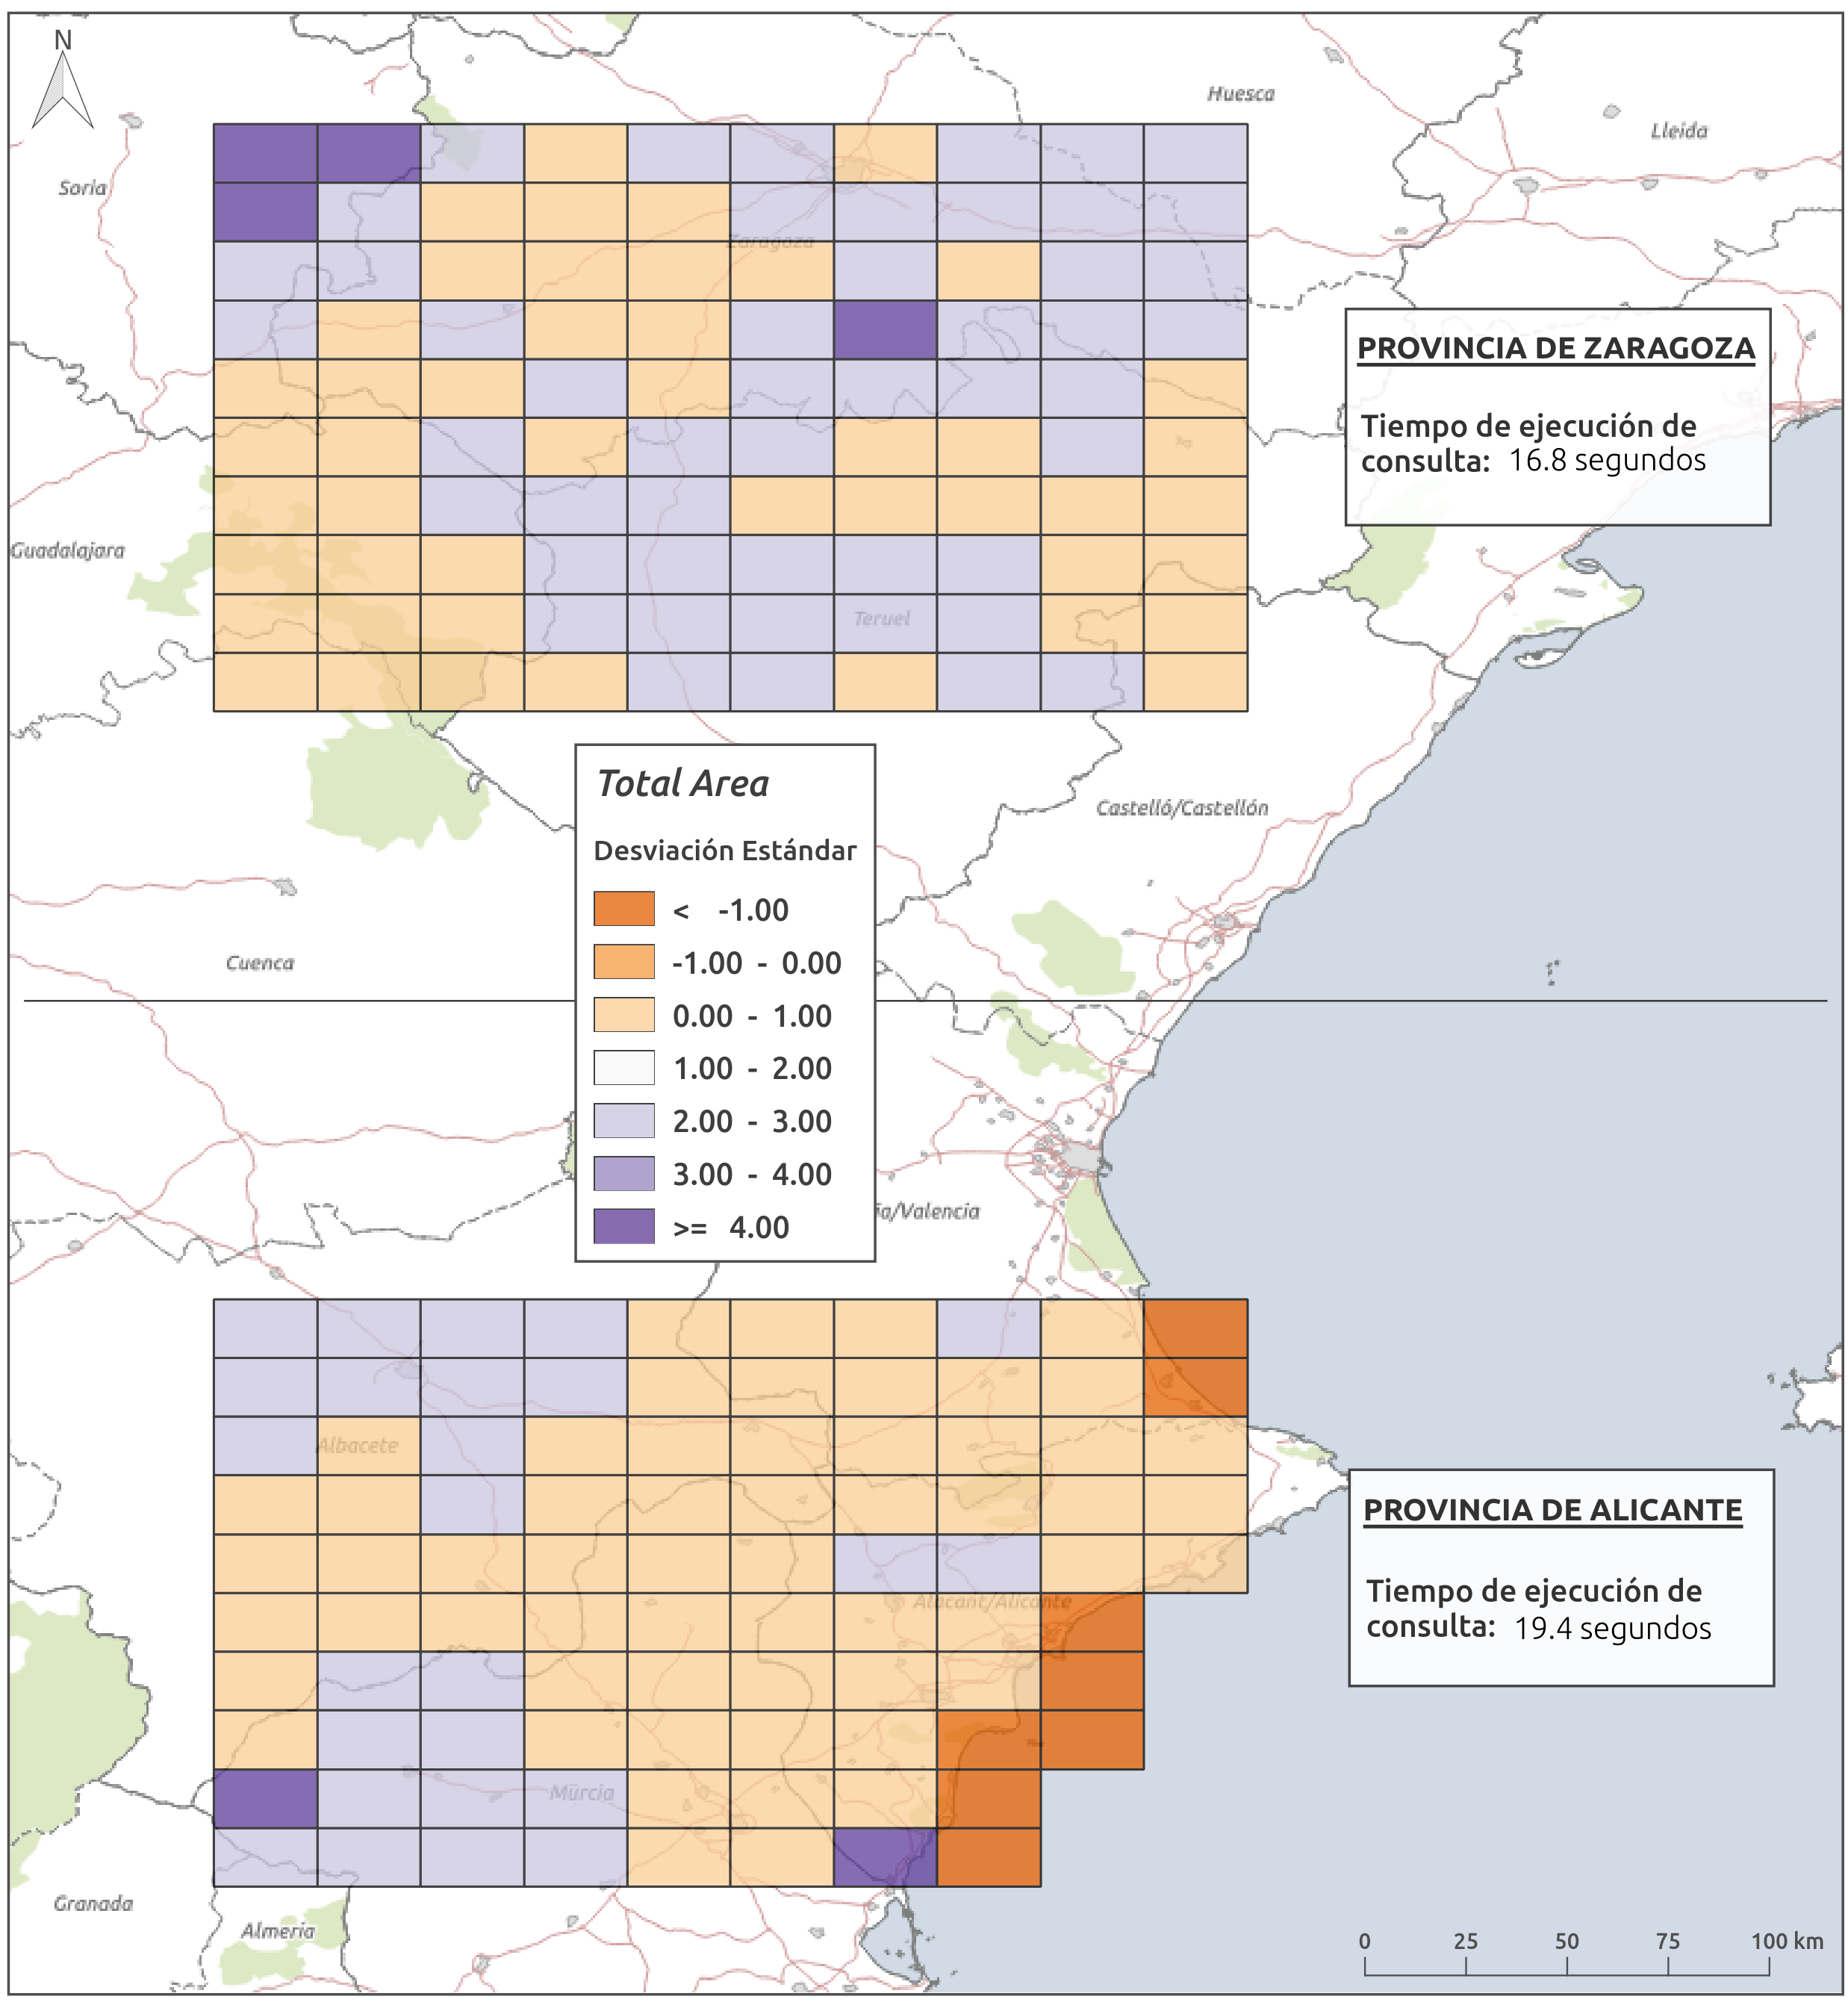 N
Huesca
Lleida
Soria
Zaragoza
PROVINCIA DE ZARAGOZA
Tiempo de ejecución de
consulta: 16.8 segundos
Guadalajara
Teruel
Total Area
Castelló/Castellón
Desviación Estándar
< -1.00
-1.00 - 0.00
Cuenca
0.00 - 1.00
1.00 - 2.00
2.00 - 3.00
3.00 - 4.00
ia/Valencia
>= 4.00
Albacete
PROVINCIA DE ALICANTE
Tiempo de ejecución de
consulta: 19.4 segundos
Alacant/Alicante
Murcia
Granada
Almería
0 25 50 75 100 km